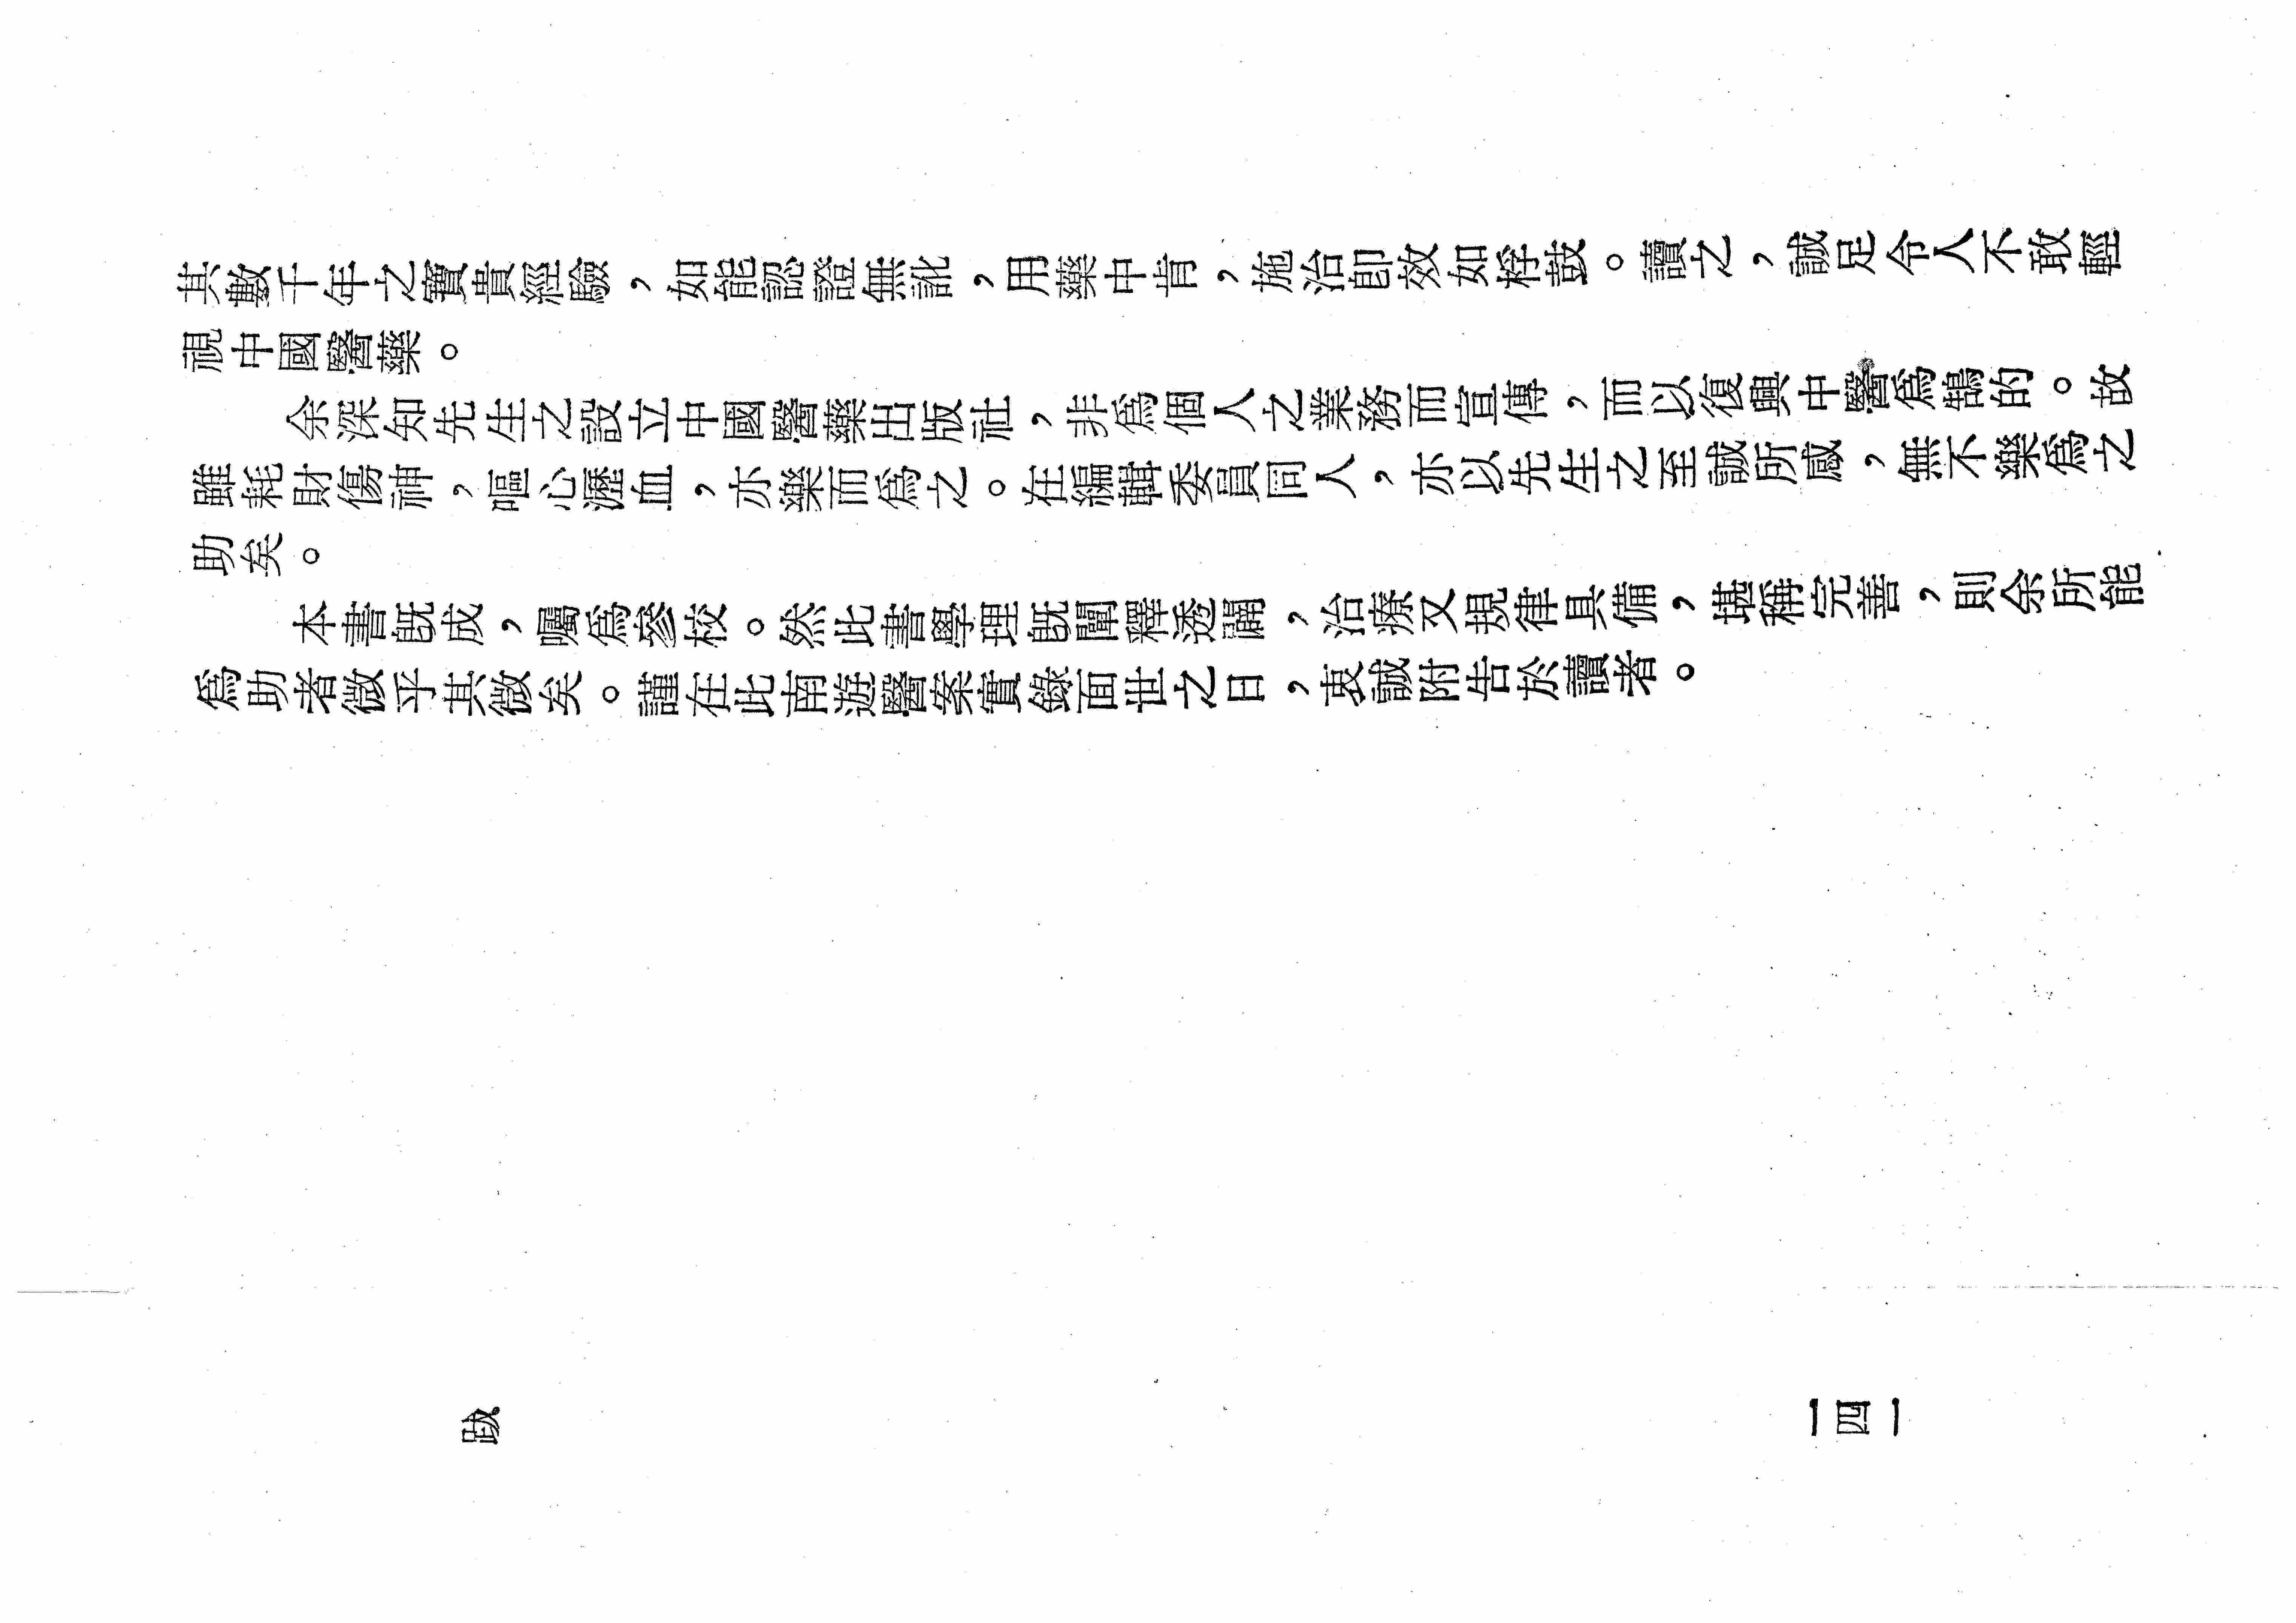 其數千年之寶貴經驗，如能認證無訛，用藥中肯，施治卽效如桴鼓。讀之，誠足令人不敢輕
視中國醫藥。
余深知先生之設立中國醫藥出版社，非爲個人之業務而宣傳，而以復興中醫爲鵠的。故
雖耗財傷神，嘔心瀝血，亦樂而爲之。在編輯委員同人，亦以先生之至誠所感，無不樂爲之
助矣。
本書旣成，囑爲參校。然此書學理旣闡釋透闢，治療又規律具備，堪稱完善，則余所能
爲助者微乎其微矣。謹在此南遊醫案實錄面世之日，衷誠附告於讀者。
跋
一四一